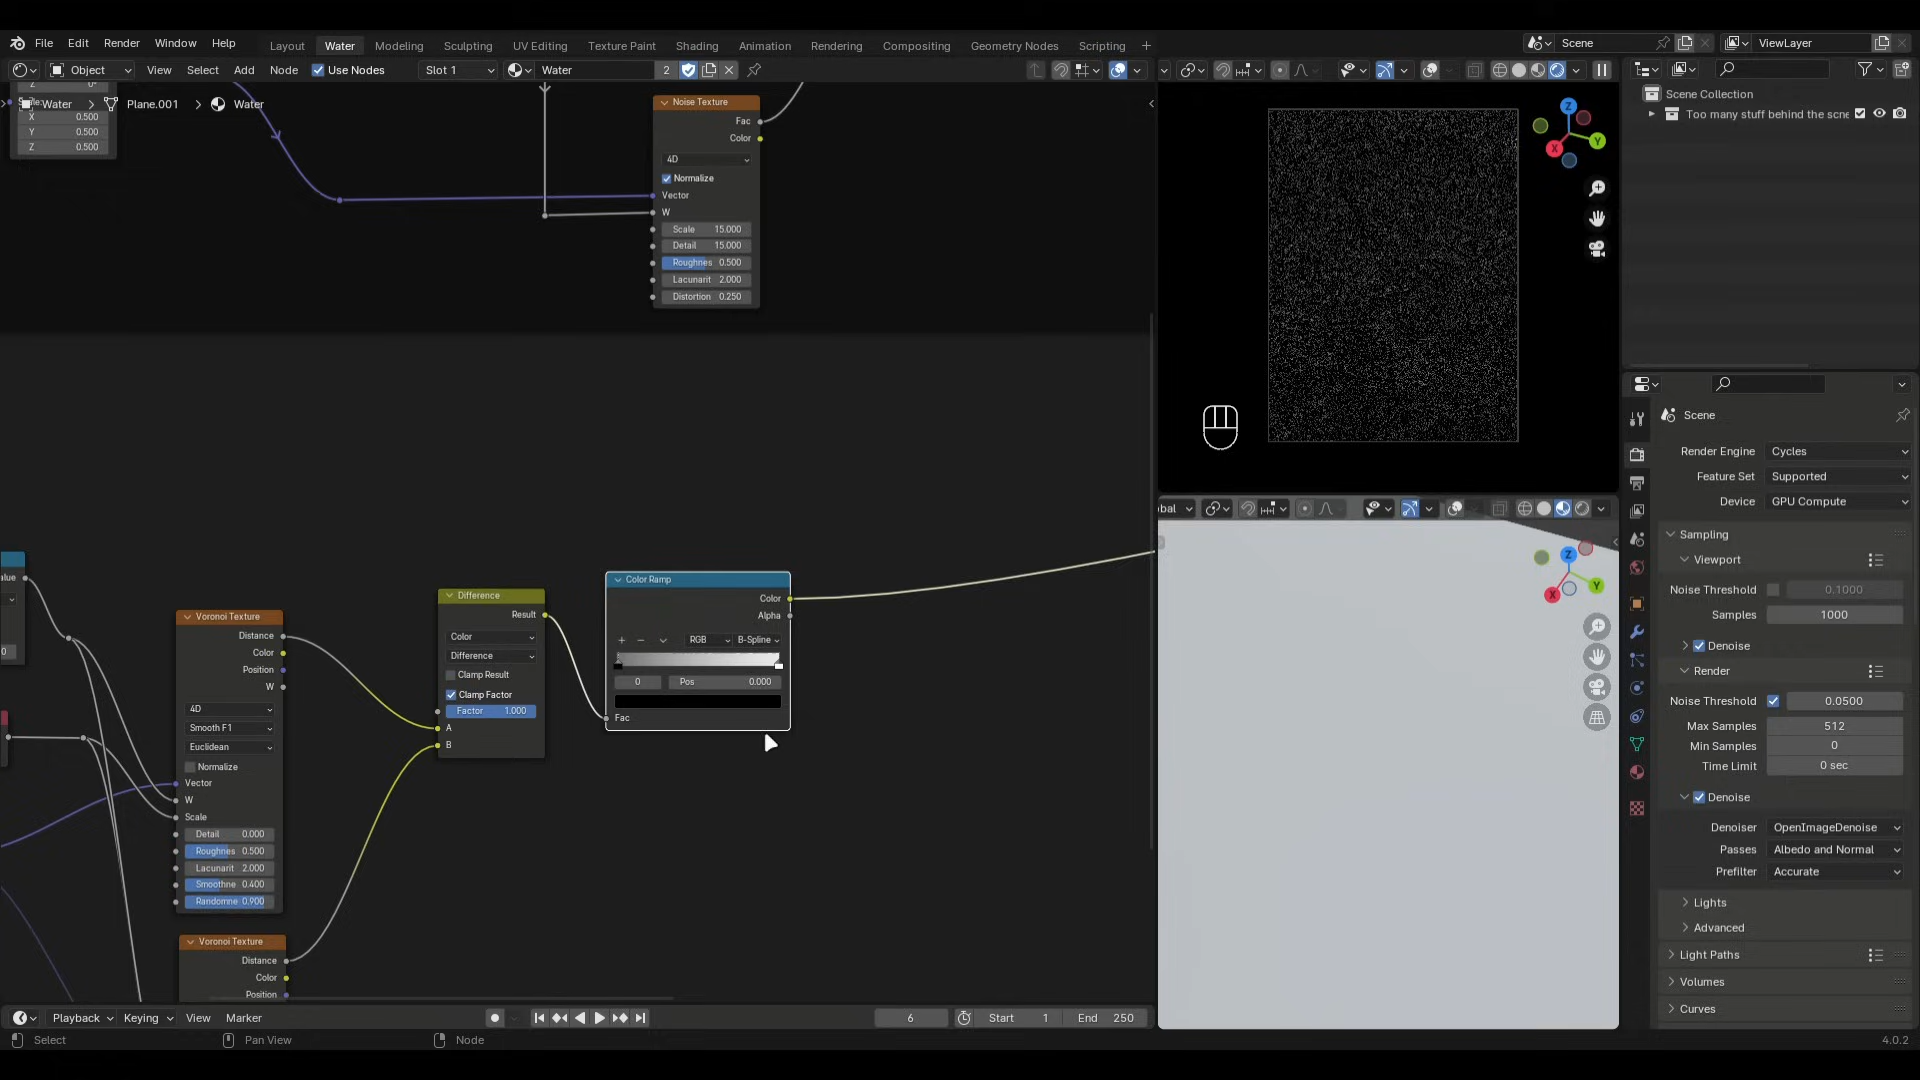 File Edit Render Window Help Layout Water Modeling Sculpting UV Editing Texture Paint Shading Animation Rendering Compositing Geometry Nodes Scripting +
Scene ViewLayer
Object View Select Add Node Use Nodes Slot 1 Water 2
Water > Plane.001 > Water
X 0.500
Y 0.500
Z 0.500
Noise Texture
Fac
Color
4D
Normalize
Vector
W
Scale 15.000
Detail 15.000
Roughnes 0.500
Lacunarit 2.000
Distortion 0.250
alue
0
Voronoi Texture
Distance
Color
Position
W
4D
Smooth F1
Euclidean
Normalize
Vector
W
Scale
Detail 0.000
Roughnes 0.500
Lacunarit 2.000
Smoothne 0.400
Randomne 0.900
Voronoi Texture
Distance
Color
Position
Difference
Result
Color
Difference
Clamp Result
Clamp Factor
Factor 1.000
A
B
Color Ramp
Color
Alpha
+ − RGB B-Spline
0 Pos 0.000
Fac
Z
Y
X
bal
Z
Y
X
Scene Collection
Too many stuff behind the scne
Scene
Render Engine Cycles
Feature Set Supported
Device GPU Compute
Sampling
Viewport
Noise Threshold 0.1000
Samples 1000
Denoise
Render
Noise Threshold 0.0500
Max Samples 512
Min Samples 0
Time Limit 0 sec
Denoise
Denoiser OpenImageDenoise
Passes Albedo and Normal
Prefilter Accurate
Lights
Advanced
Light Paths
Volumes
Curves
Playback Keying View Marker 6 Start 1 End 250
Select Pan View Node 4.0.2